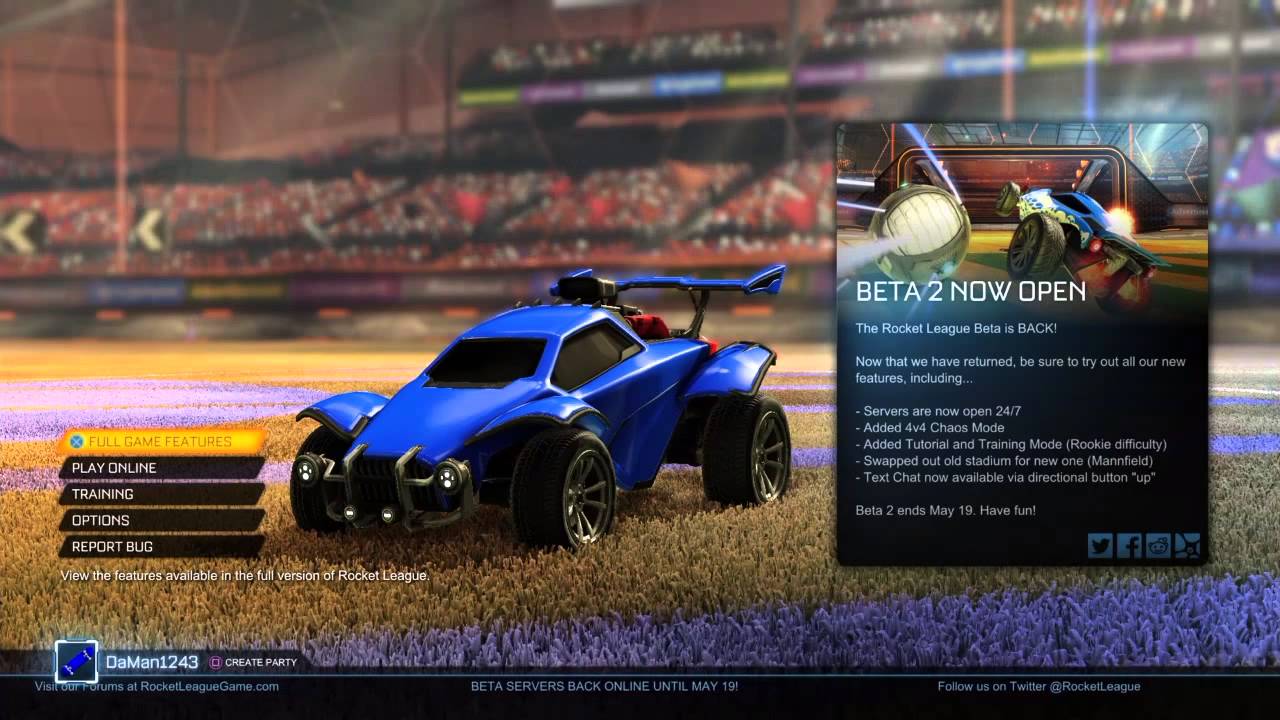 BETA 2 NOW OPEN
The Rocket League Beta is BACK!
Now that we have returned, be sure to try out all our new
features, including...
- Servers are now open 24/7
- Added 4v4 Chaos Mode
- Added Tutorial and Training Mode (Rookie difficulty)
- Swapped out old stadium for new one (Mannfield)
- Text Chat now available via directional button "up"
Beta 2 ends May 19. Have fun!
FULL GAME FEATURES
PLAY ONLINE
TRAINING
OPTIONS
REPORT BUG
View the features available in the full version of Rocket League.
DaMan1243 CREATE PARTY
Visit our Forums at RocketLeagueGame.com
BETA SERVERS BACK ONLINE UNTIL MAY 19!
Follow us on Twitter @RocketLeague